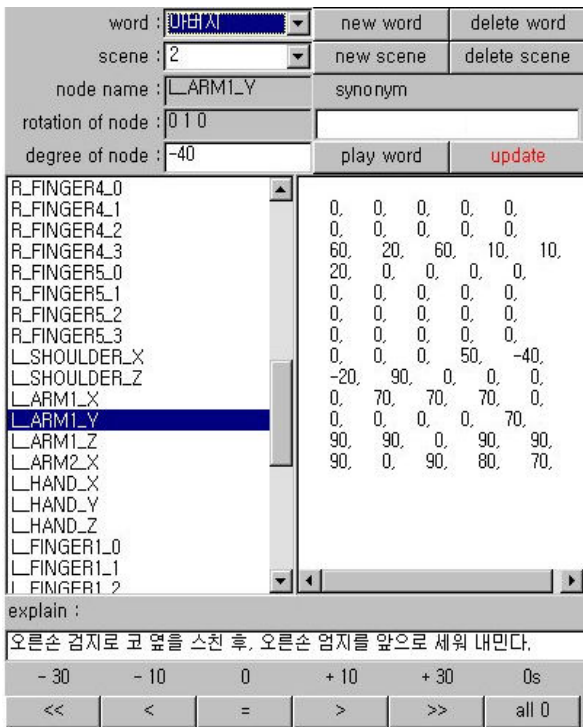 word : 아버지 new word delete word
scene : 2 new scene delete scene
node name : L_ARM1_Y synonym
rotation of node : 0 1 0
degree of node : -40 play word update
R_FINGER4_0
R_FINGER4_1
R_FINGER4_2
R_FINGER4_3
R_FINGER5_0
R_FINGER5_1
R_FINGER5_2
R_FINGER5_3
L_SHOULDER_X
L_SHOULDER_Z
L_ARM1_X
L_ARM1_Y
L_ARM1_Z
L_ARM2_X
L_HAND_X
L_HAND_Y
L_HAND_Z
L_FINGER1_0
L_FINGER1_1
L_FINGER1_2
0, 0, 0, 0, 0,
0, 0, 0, 0, 0,
60, 20, 60, 10, 10,
20, 0, 0, 0, 0,
0, 0, 0, 0, 0,
0, 0, 0, 0, 0,
0, 0, 0, 0, 0,
0, 0, 0, 50, -40,
-20, 90, 0, 0, 0,
0, 70, 70, 70, 0,
0, 0, 0, 0, 70,
90, 90, 0, 90, 90,
90, 0, 90, 80, 70,
explain :
오른손 검지로 코 옆을 스친 후, 오른손 엄지를 앞으로 세워 내민다.
- 30 - 10 0 + 10 + 30 0s
<< < = > >> all 0